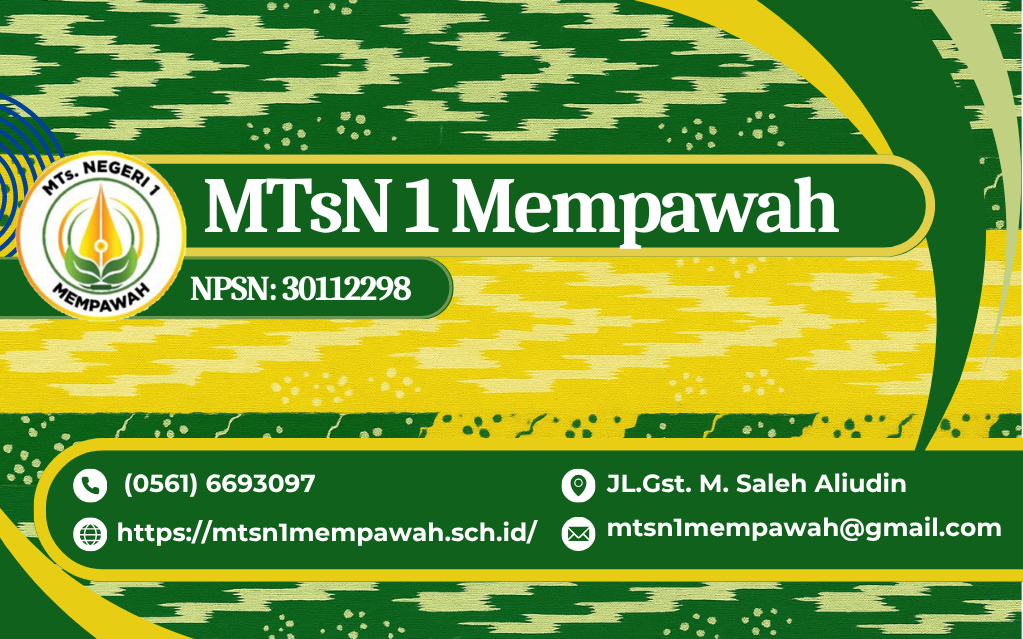 MTs. NEGERI 1
MEMPAWAH
MTsN 1 Mempawah
NPSN: 30112298
(0561) 6693097
JL.Gst. M. Saleh Aliudin
https://mtsn1mempawah.sch.id/
mtsn1mempawah@gmail.com